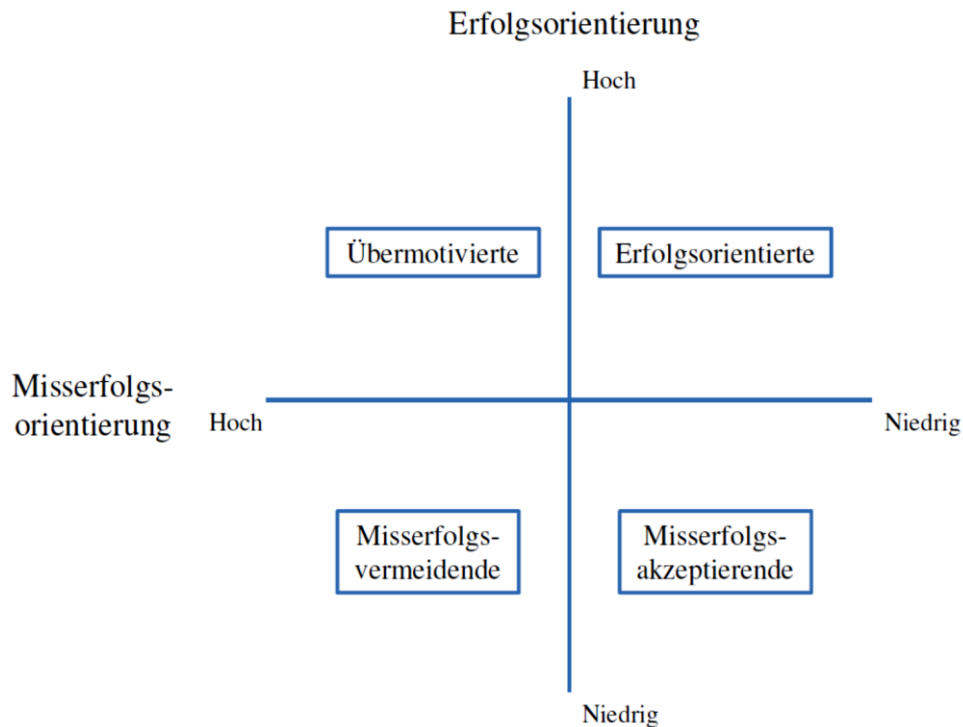 Erfolgsorientierung
Hoch
Übermotivierte
Erfolgsorientierte
Misserfolgs-
orientierung
Hoch
Niedrig
Misserfolgs-
vermeidende
Misserfolgs-
akzeptierende
Niedrig